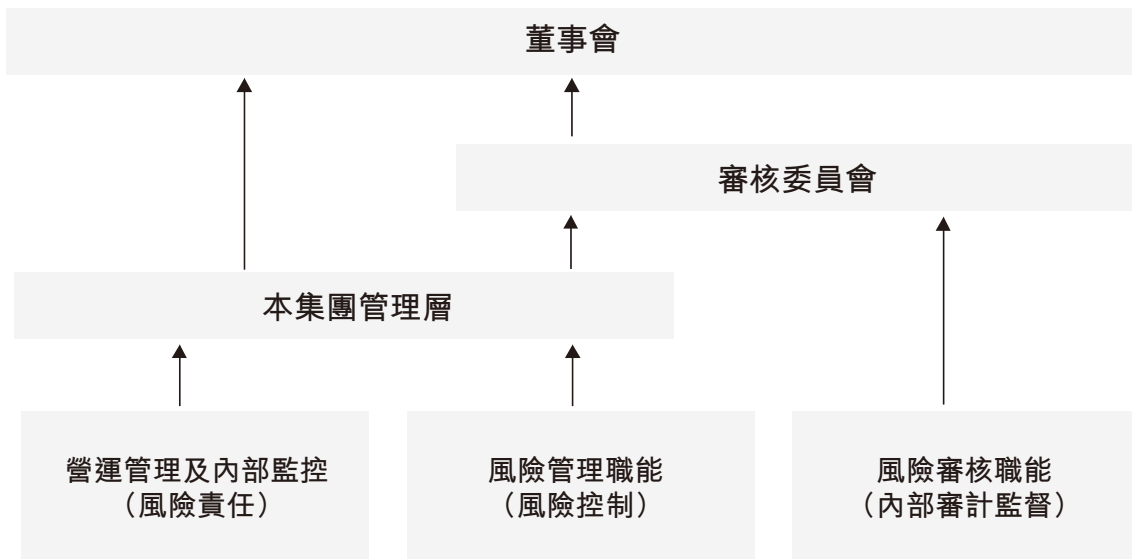 董事會
審核委員會
本集團管理層
營運管理及內部監控
（風險責任）
風險管理職能
（風險控制）
風險審核職能
（內部審計監督）